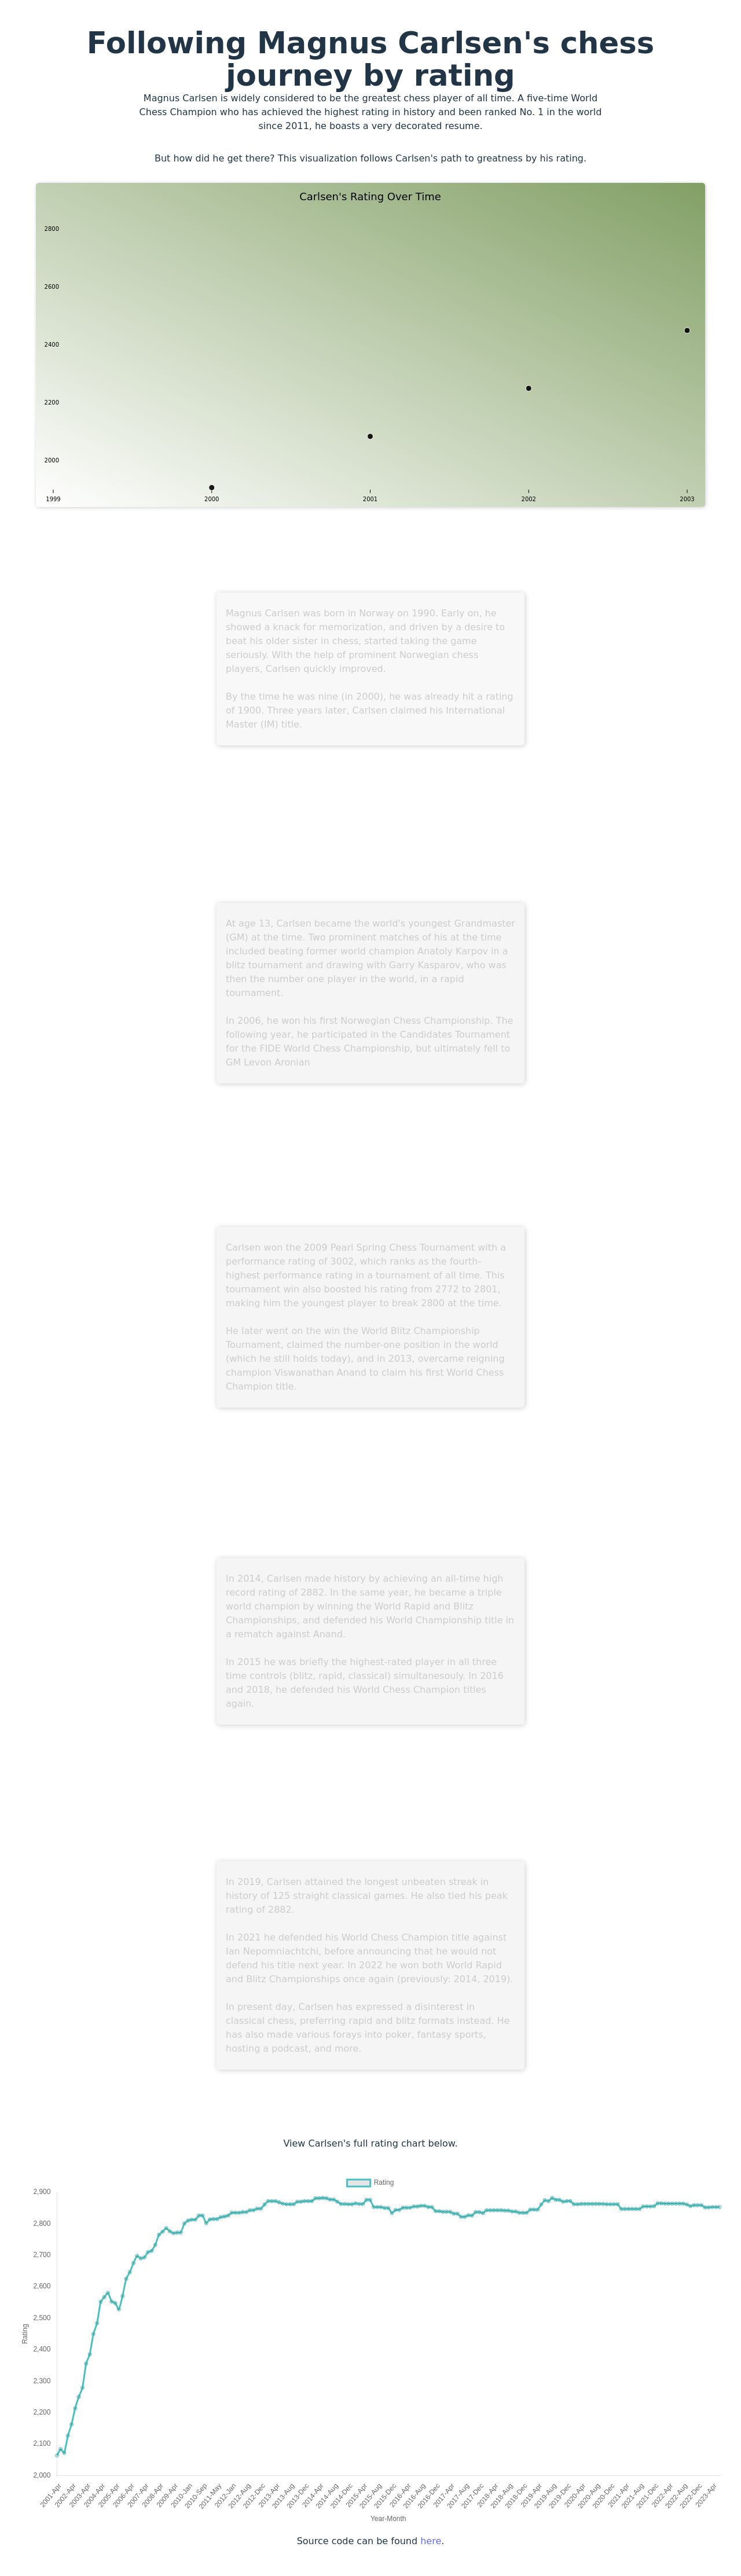 Following Magnus Carlsen's chess
journey by rating
Magnus Carlsen is widely considered to be the greatest chess player of all time. A five-time World
Chess Champion who has achieved the highest rating in history and been ranked No. 1 in the world
since 2011, he boasts a very decorated resume.
But how did he get there? This visualization follows Carlsen's path to greatness by his rating.
Carlsen's Rating Over Time
2800
2600
2400
2200
2000
1999 2000 2001 2002 2003
Magnus Carlsen was born in Norway on 1990. Early on, he
showed a knack for memorization, and driven by a desire to
beat his older sister in chess, started taking the game
seriously. With the help of prominent Norwegian chess
players, Carlsen quickly improved.
By the time he was nine (in 2000), he was already hit a rating
of 1900. Three years later, Carlsen claimed his International
Master (IM) title.
At age 13, Carlsen became the world's youngest Grandmaster
(GM) at the time. Two prominent matches of his at the time
included beating former world champion Anatoly Karpov in a
blitz tournament and drawing with Garry Kasparov, who was
then the number one player in the world, in a rapid
tournament.
In 2006, he won his first Norwegian Chess Championship. The
following year, he participated in the Candidates Tournament
for the FIDE World Chess Championship, but ultimately fell to
GM Levon Aronian
Carlsen won the 2009 Pearl Spring Chess Tournament with a
performance rating of 3002, which ranks as the fourth-
highest performance rating in a tournament of all time. This
tournament win also boosted his rating from 2772 to 2801,
making him the youngest player to break 2800 at the time.
He later went on the win the World Blitz Championship
Tournament, claimed the number-one position in the world
(which he still holds today), and in 2013, overcame reigning
champion Viswanathan Anand to claim his first World Chess
Champion title.
In 2014, Carlsen made history by achieving an all-time high
record rating of 2882. In the same year, he became a triple
world champion by winning the World Rapid and Blitz
Championships, and defended his World Championship title in
a rematch against Anand.
In 2015 he was briefly the highest-rated player in all three
time controls (blitz, rapid, classical) simultanesouly. In 2016
and 2018, he defended his World Chess Champion titles
again.
In 2019, Carlsen attained the longest unbeaten streak in
history of 125 straight classical games. He also tied his peak
rating of 2882.
In 2021 he defended his World Chess Champion title against
Ian Nepomniachtchi, before announcing that he would not
defend his title next year. In 2022 he won both World Rapid
and Blitz Championships once again (previously: 2014, 2019).
In present day, Carlsen has expressed a disinterest in
classical chess, preferring rapid and blitz formats instead. He
has also made various forays into poker, fantasy sports,
hosting a podcast, and more.
View Carlsen's full rating chart below.
Rating
2,900
2,800
2,700
2,600
2,500
2,400
2,300
2,200
2,100
2,000
Rating
2001-Apr 2002-Apr 2003-Apr 2004-Apr 2005-Apr 2006-Apr 2007-Apr 2008-Apr 2009-Apr 2010-Jan 2010-Sep 2011-May 2012-Jan 2012-Aug 2012-Dec 2013-Apr 2013-Aug 2013-Dec 2014-Apr 2014-Aug 2014-Dec 2015-Apr 2015-Aug 2015-Dec 2016-Apr 2016-Aug 2016-Dec 2017-Apr 2017-Aug 2017-Dec 2018-Apr 2018-Aug 2018-Dec 2019-Apr 2019-Aug 2019-Dec 2020-Apr 2020-Aug 2020-Dec 2021-Apr 2021-Aug 2021-Dec 2022-Apr 2022-Aug 2022-Dec 2023-Apr
Year-Month
Source code can be found here.